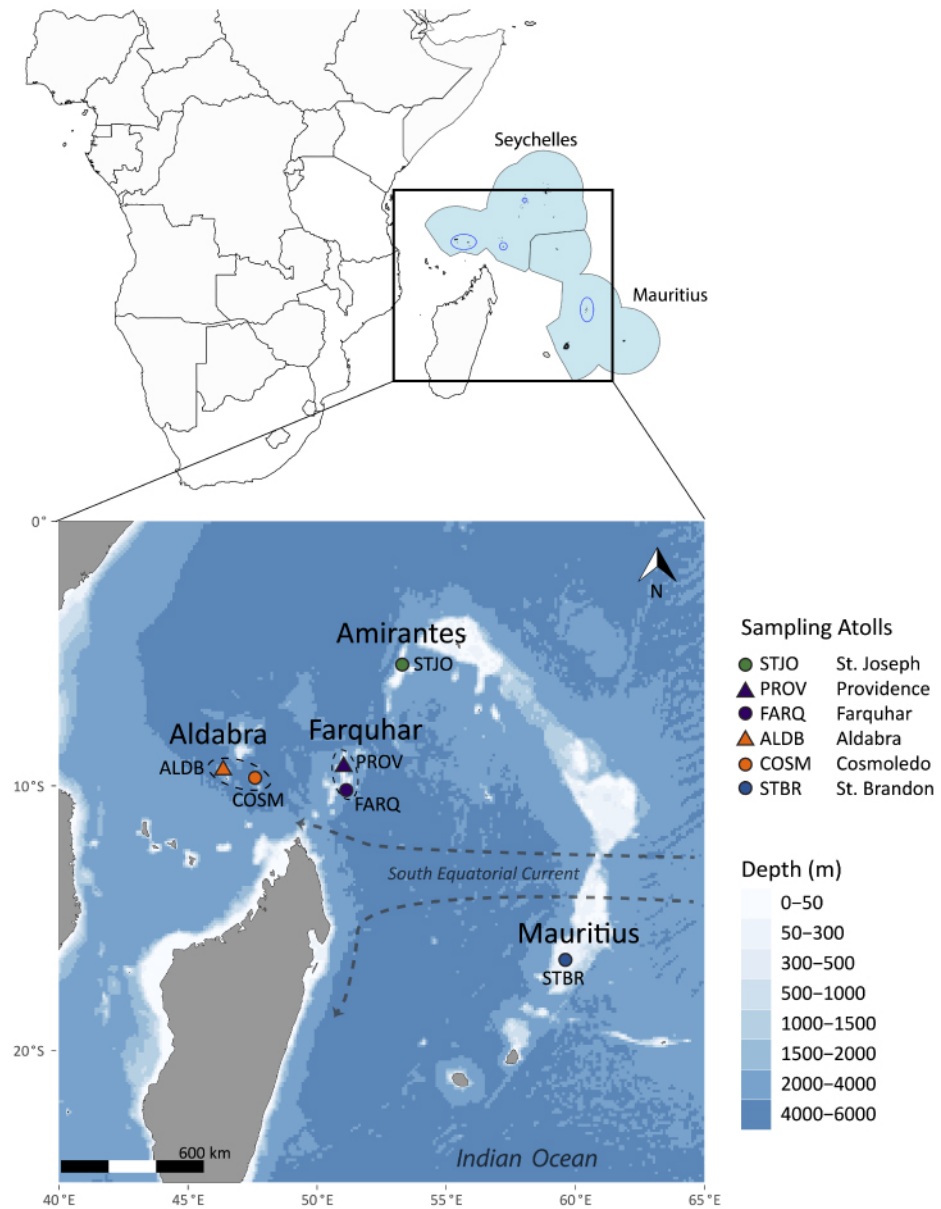 Seychelles
Mauritius
0°
N
Amirantes
STJO
Aldabra
Farquhar
ALDB
PROV
COSM
FARQ
10°S
South Equatorial Current
Mauritius
STBR
20°S
600 km
Indian Ocean
40°E
45°E
50°E
55°E
60°E
65°E
Sampling Atolls
STJO St. Joseph
PROV Providence
FARQ Farquhar
ALDB Aldabra
COSM Cosmoledo
STBR St. Brandon
Depth (m)
0–50
50–300
300–500
500–1000
1000–1500
1500–2000
2000–4000
4000–6000